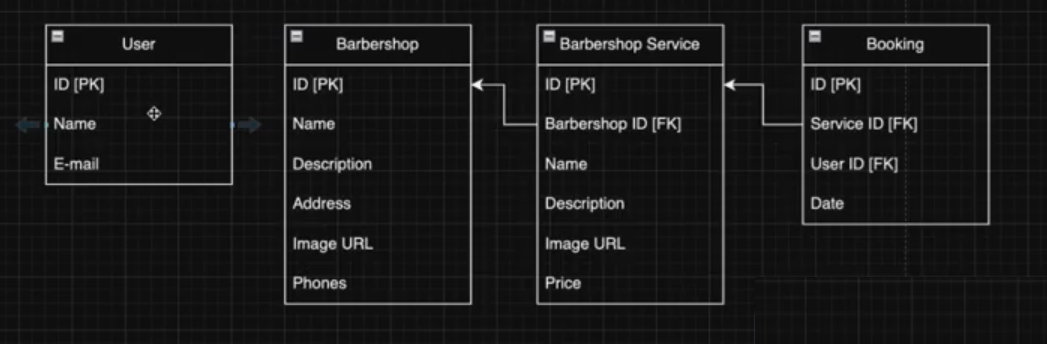 User
ID [PK]
Name
E-mail
Barbershop
ID [PK]
Name
Description
Address
Image URL
Phones
Barbershop Service
ID [PK]
Barbershop ID [FK]
Name
Description
Image URL
Price
Booking
ID [PK]
Service ID [FK]
User ID [FK]
Date